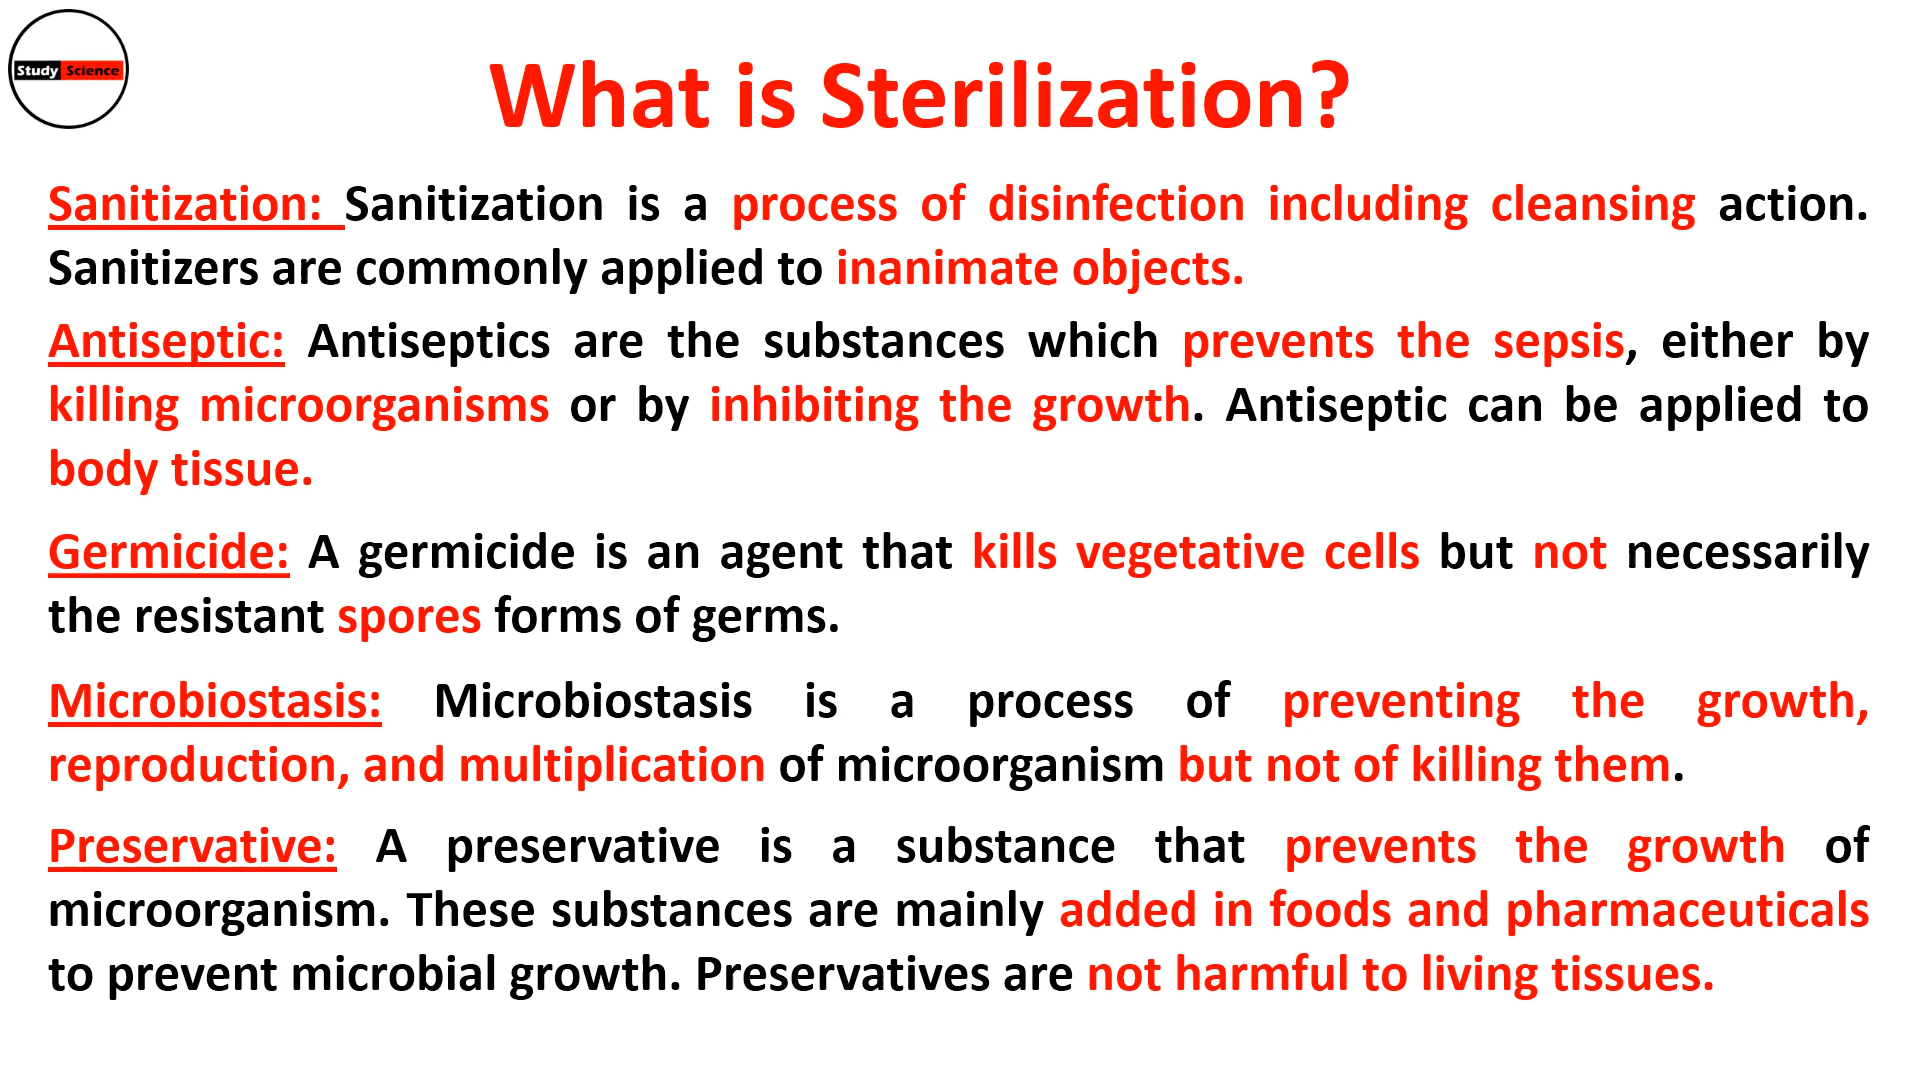 Study Science
What is Sterilization?
Sanitization: Sanitization is a process of disinfection including cleansing action.
Sanitizers are commonly applied to inanimate objects.
Antiseptic: Antiseptics are the substances which prevents the sepsis, either by
killing microorganisms or by inhibiting the growth. Antiseptic can be applied to
body tissue.
Germicide: A germicide is an agent that kills vegetative cells but not necessarily
the resistant spores forms of germs.
Microbiostasis: Microbiostasis is a process of preventing the growth,
reproduction, and multiplication of microorganism but not of killing them.
Preservative: A preservative is a substance that prevents the growth of
microorganism. These substances are mainly added in foods and pharmaceuticals
to prevent microbial growth. Preservatives are not harmful to living tissues.